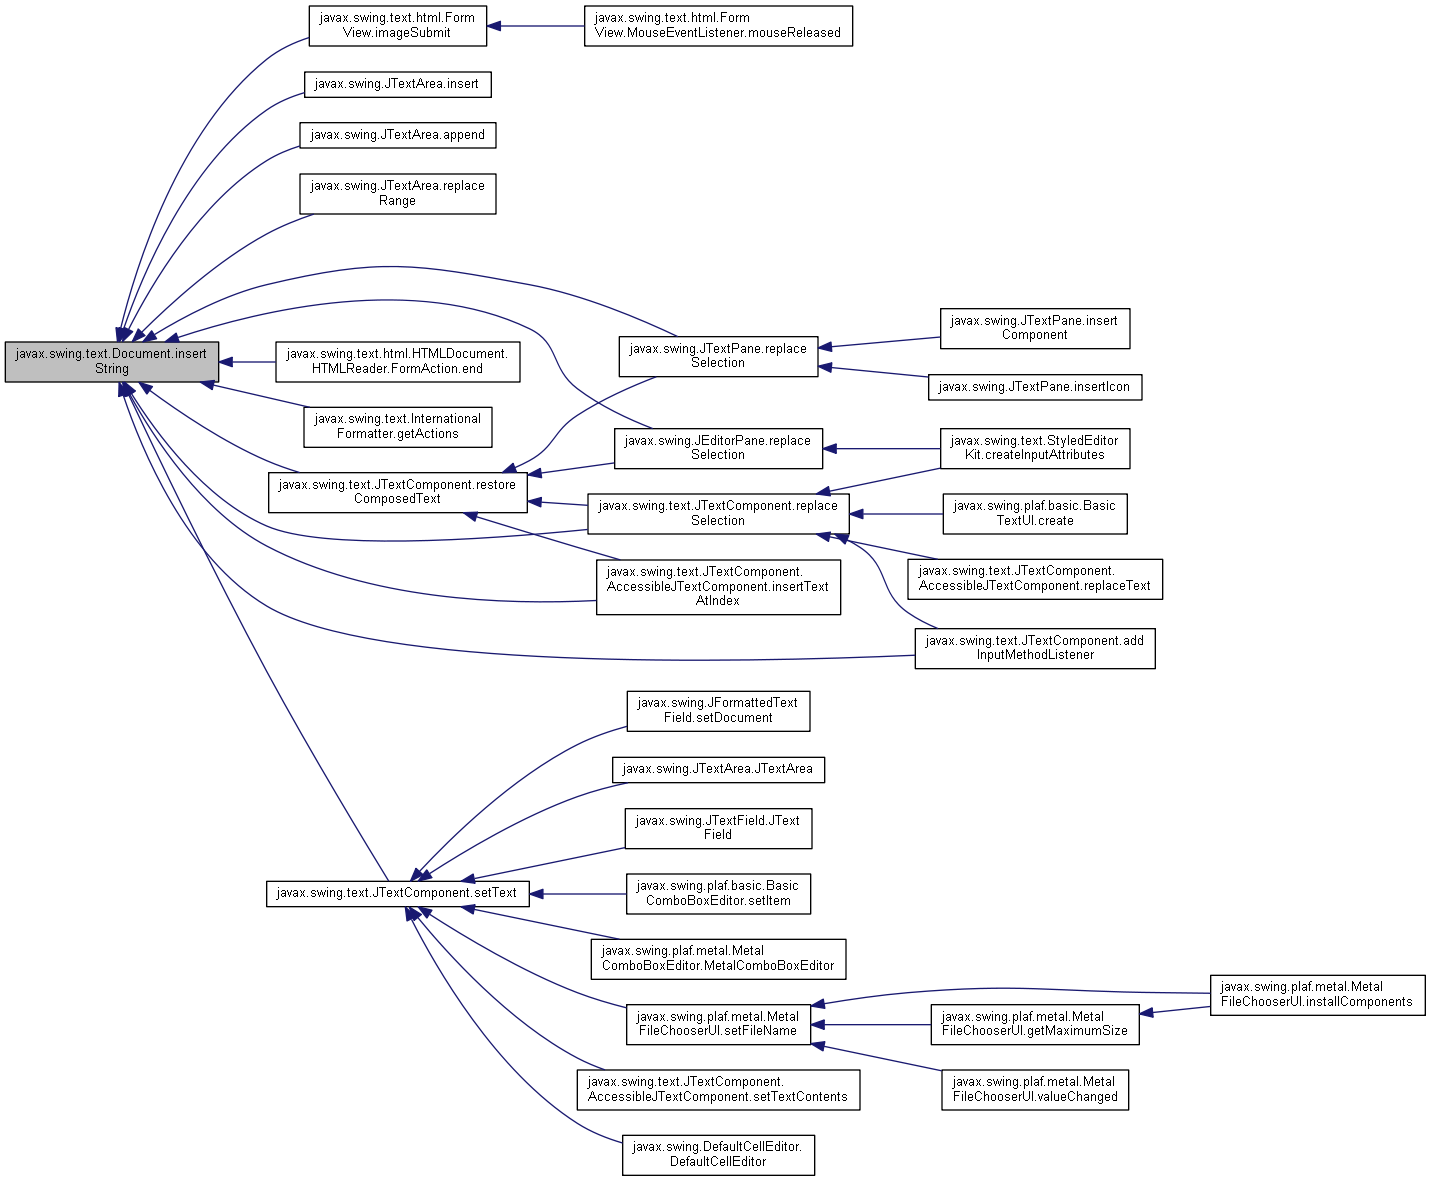 javax.swing.text.html.Form
View.imageSubmit
javax.swing.text.html.Form
View.MouseEventListener.mouseReleased
javax.swing.JTextArea.insert
javax.swing.JTextArea.append
javax.swing.JTextArea.replace
Range
javax.swing.text.Document.insert
String
javax.swing.text.html.HTMLDocument.
HTMLReader.FormAction.end
javax.swing.text.International
Formatter.getActions
javax.swing.text.JTextComponent.restore
ComposedText
javax.swing.JTextPane.replace
Selection
javax.swing.JTextPane.insert
Component
javax.swing.JTextPane.insertIcon
javax.swing.JEditorPane.replace
Selection
javax.swing.text.StyledEditor
Kit.createInputAttributes
javax.swing.text.JTextComponent.replace
Selection
javax.swing.plaf.basic.Basic
TextUI.create
javax.swing.text.JTextComponent.
AccessibleJTextComponent.replaceText
javax.swing.text.JTextComponent.
AccessibleJTextComponent.insertText
AtIndex
javax.swing.text.JTextComponent.add
InputMethodListener
javax.swing.text.JTextComponent.setText
javax.swing.JFormattedText
Field.setDocument
javax.swing.JTextArea.JTextArea
javax.swing.JTextField.JText
Field
javax.swing.plaf.basic.Basic
ComboBoxEditor.setItem
javax.swing.plaf.metal.Metal
ComboBoxEditor.MetalComboBoxEditor
javax.swing.plaf.metal.Metal
FileChooserUI.setFileName
javax.swing.plaf.metal.Metal
FileChooserUI.getMaximumSize
javax.swing.plaf.metal.Metal
FileChooserUI.installComponents
javax.swing.plaf.metal.Metal
FileChooserUI.valueChanged
javax.swing.text.JTextComponent.
AccessibleJTextComponent.setTextContents
javax.swing.DefaultCellEditor.
DefaultCellEditor